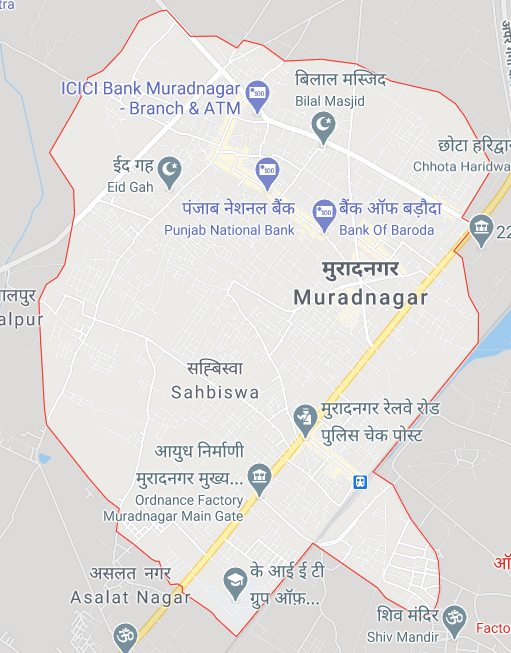 tra
ICICI Bank Muradnagar
- Branch & ATM
बिलाल मस्जिद
Bilal Masjid
छोटा हरिद्वार
Chhota Haridwa
ईद गह
Eid Gah
पंजाब नेशनल बैंक
Punjab National Bank
बैंक ऑफ बड़ौदा
Bank Of Baroda
22
मुरादनगर
Muradnagar
ालपुर
alpur
सह्बिस्वा
Sahbiswa
मुरादनगर रेलवे रोड
पुलिस चेक पोस्ट
आयुध निर्माणी
मुरादनगर मुख्य...
Ordnance Factory
Muradnagar Main Gate
असलत नगर
Asalat Nagar
के आई ई टी
ग्रुप ऑफ़...
शिव मंदिर
Shiv Mandir
ऑ
Facto